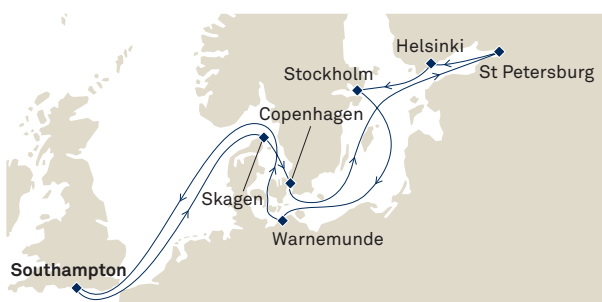 Helsinki
Stockholm
St Petersburg
Copenhagen
Skagen
Warnemunde
Southampton